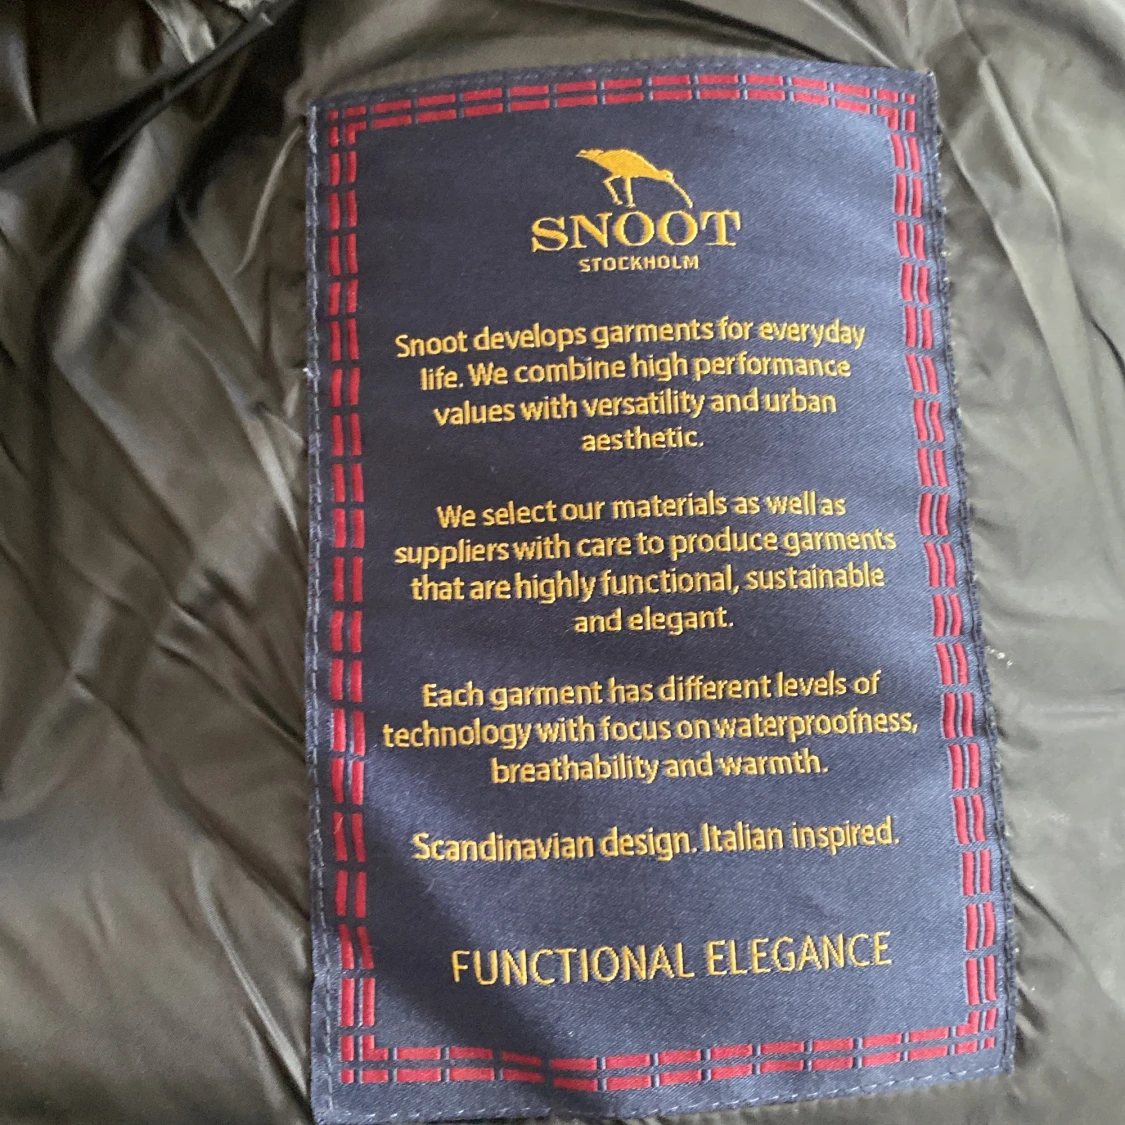 SNOOT
STOCKHOLM
Snoot develops garments for everyday
life. We combine high performance
values with versatility and urban
aesthetic.
We select our materials as well as
suppliers with care to produce garments
that are highly functional, sustainable
and elegant.
Each garment has different levels of
technology with focus on waterproofness,
breathability and warmth.
Scandinavian design. Italian inspired.
FUNCTIONAL ELEGANCE